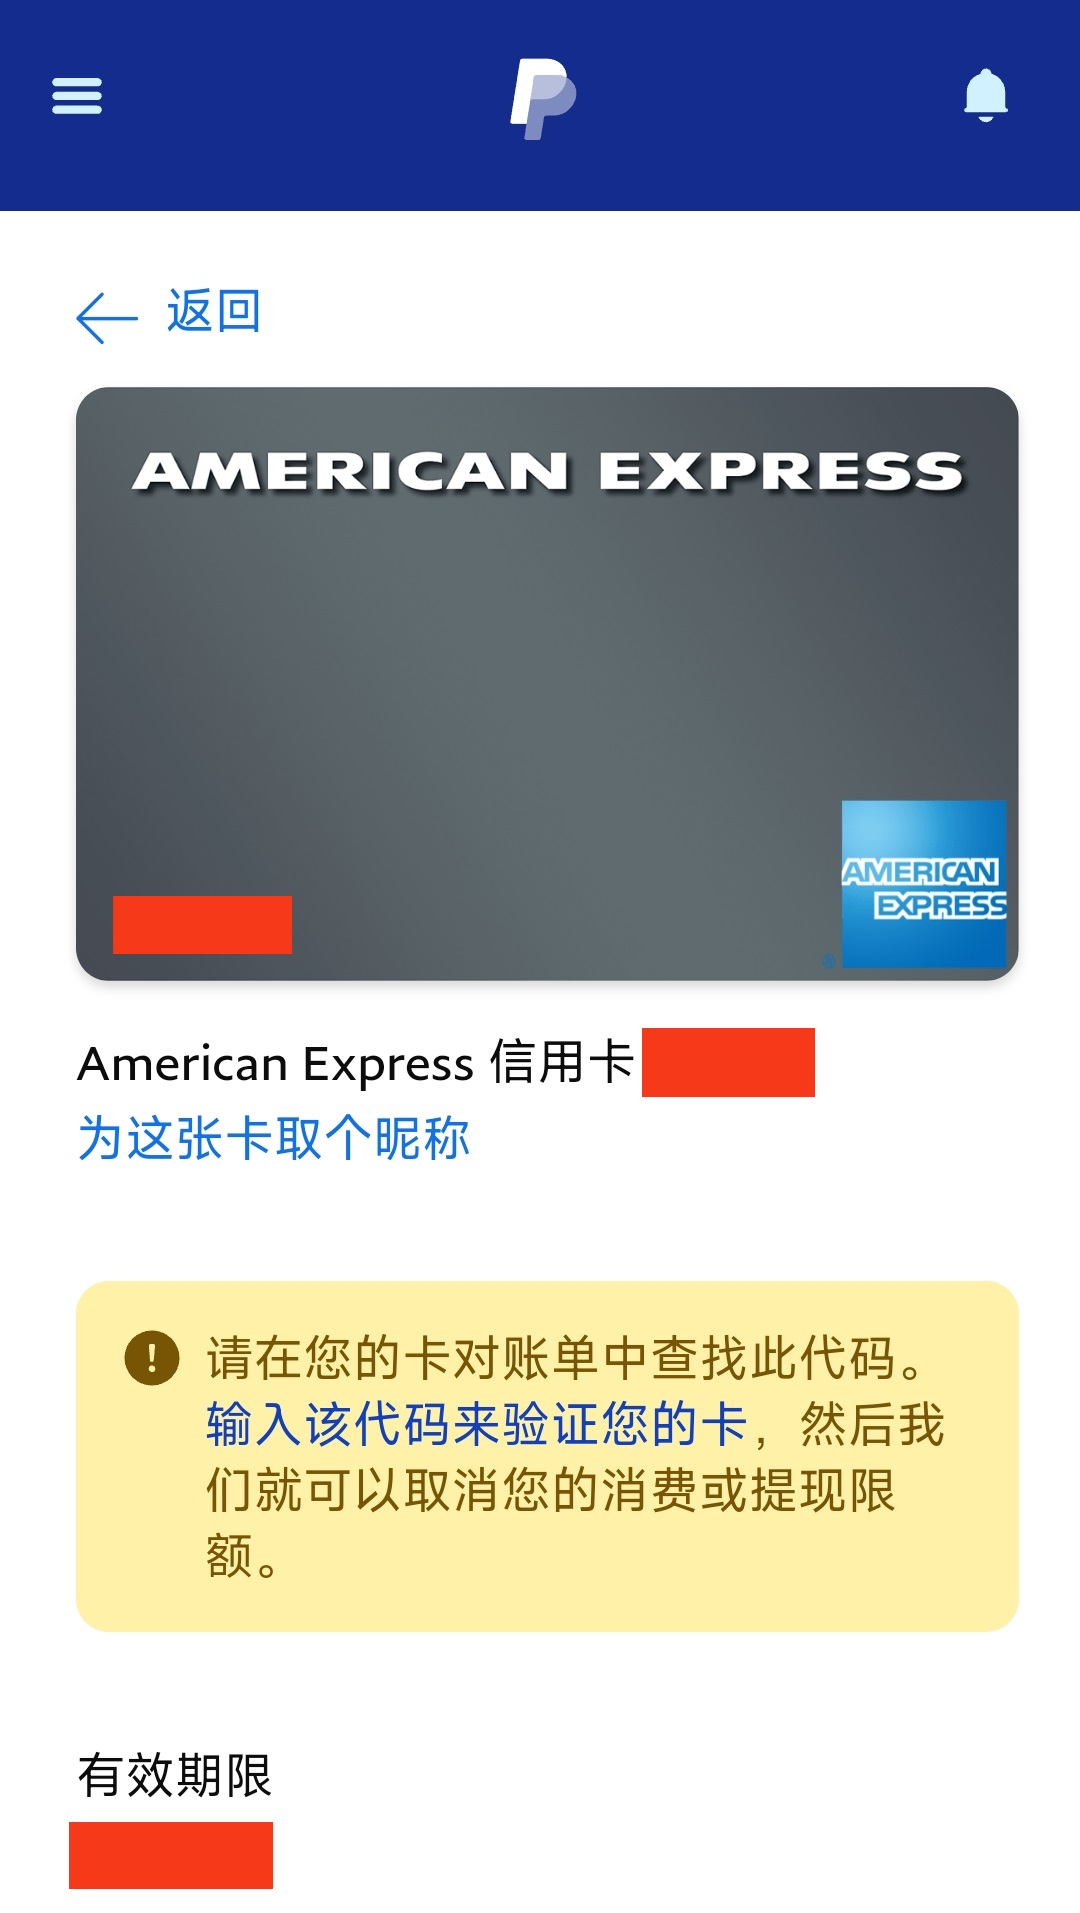 返回
AMERICAN EXPRESS
AMERICAN
EXPRESS
®
American Express 信用卡
为这张卡取个昵称
请在您的卡对账单中查找此代码。
输入该代码来验证您的卡，然后我
们就可以取消您的消费或提现限
额。
有效期限